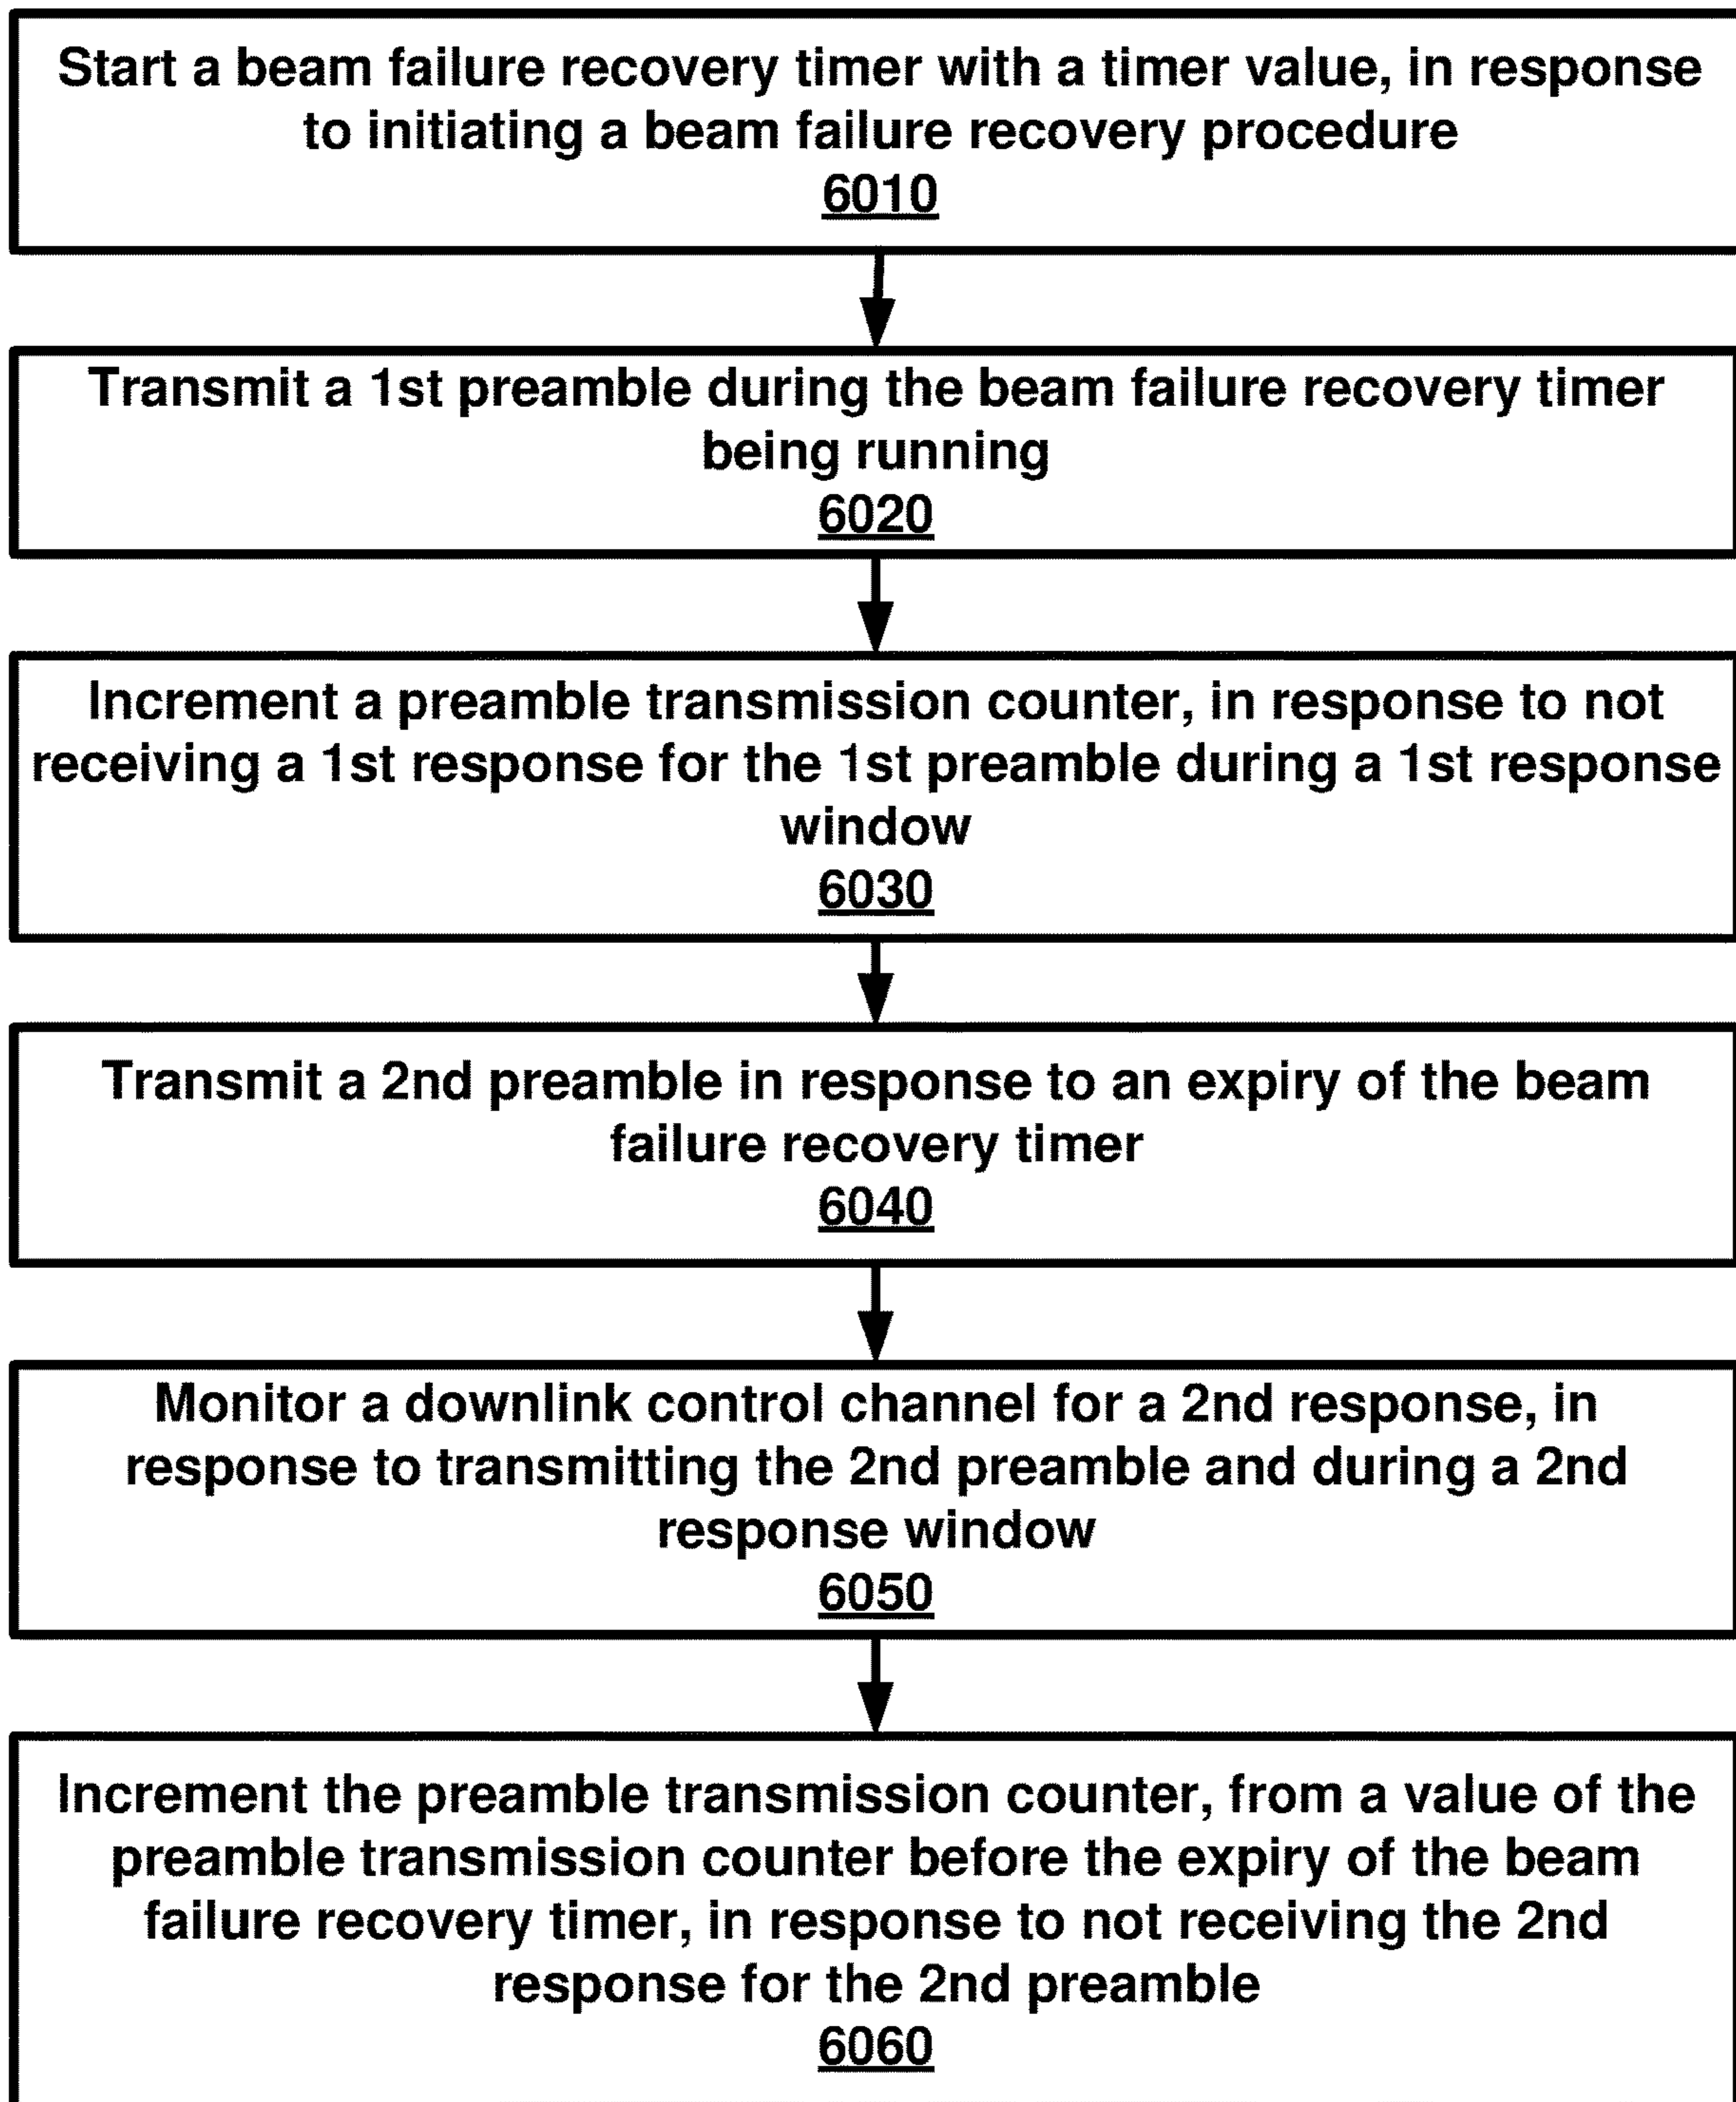 Start a beam failure recovery timer with a timer value, in response
to initiating a beam failure recovery procedure
6010
Transmit a 1st preamble during the beam failure recovery timer
being running
6020
Increment a preamble transmission counter, in response to not
receiving a 1st response for the 1st preamble during a 1st response
window
6030
Transmit a 2nd preamble in response to an expiry of the beam
failure recovery timer
6040
Monitor a downlink control channel for a 2nd response, in
response to transmitting the 2nd preamble and during a 2nd
response window
6050
Increment the preamble transmission counter, from a value of the
preamble transmission counter before the expiry of the beam
failure recovery timer, in response to not receiving the 2nd
response for the 2nd preamble
6060